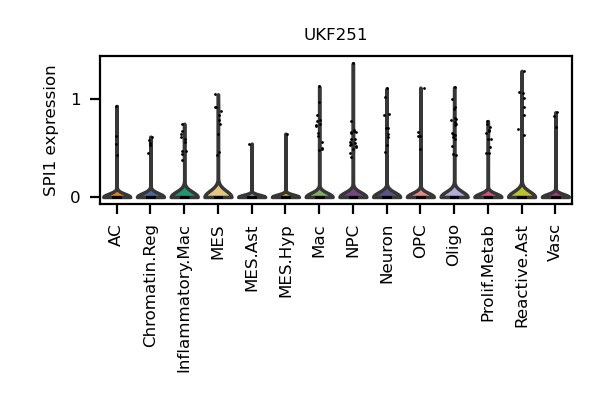 UKF251
SPI1 expression
1
0
AC
Chromatin.Reg
Inflammatory.Mac
MES
MES.Ast
MES.Hyp
Mac
NPC
Neuron
OPC
Oligo
Prolif.Metab
Reactive.Ast
Vasc